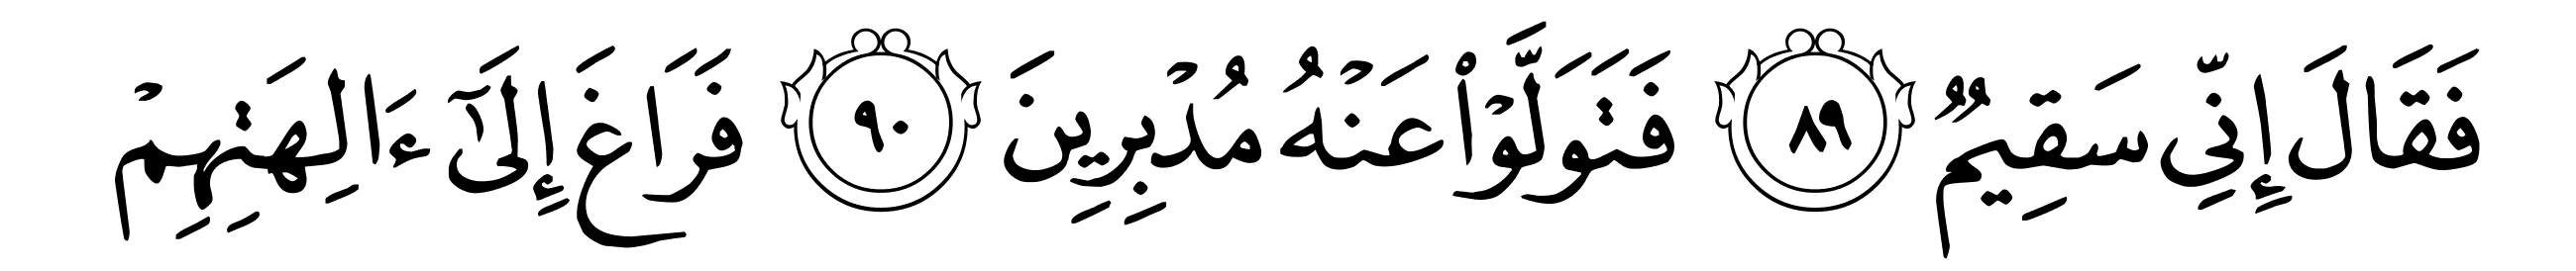 فَقَالَ إِنِّي سَقِيمٌ ٨٩ فَتَوَلَّوۡاْ عَنۡهُ مُدۡبِرِينَ ٩٠ فَرَاغَ إِلَىٰٓ ءَالِهَتِهِمۡ